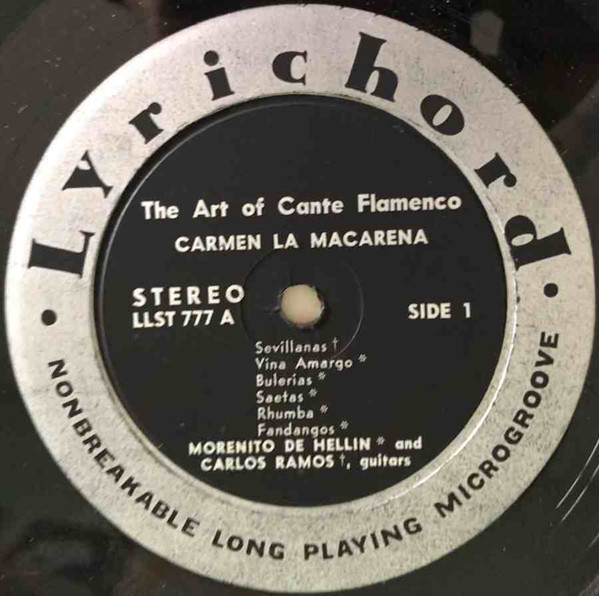 Lyrichord
The Art of Cante Flamenco
CARMEN LA MACARENA
STEREO
LLST 777 A
SIDE 1
Sevillanas †
Vina Amargo *
Bulerias *
Saetas *
Rhumba *
Fandangos *
MORENITO DE HELLIN * and
CARLOS RAMOS †, guitars
• NONBREAKABLE LONG PLAYING MICROGROOVE •